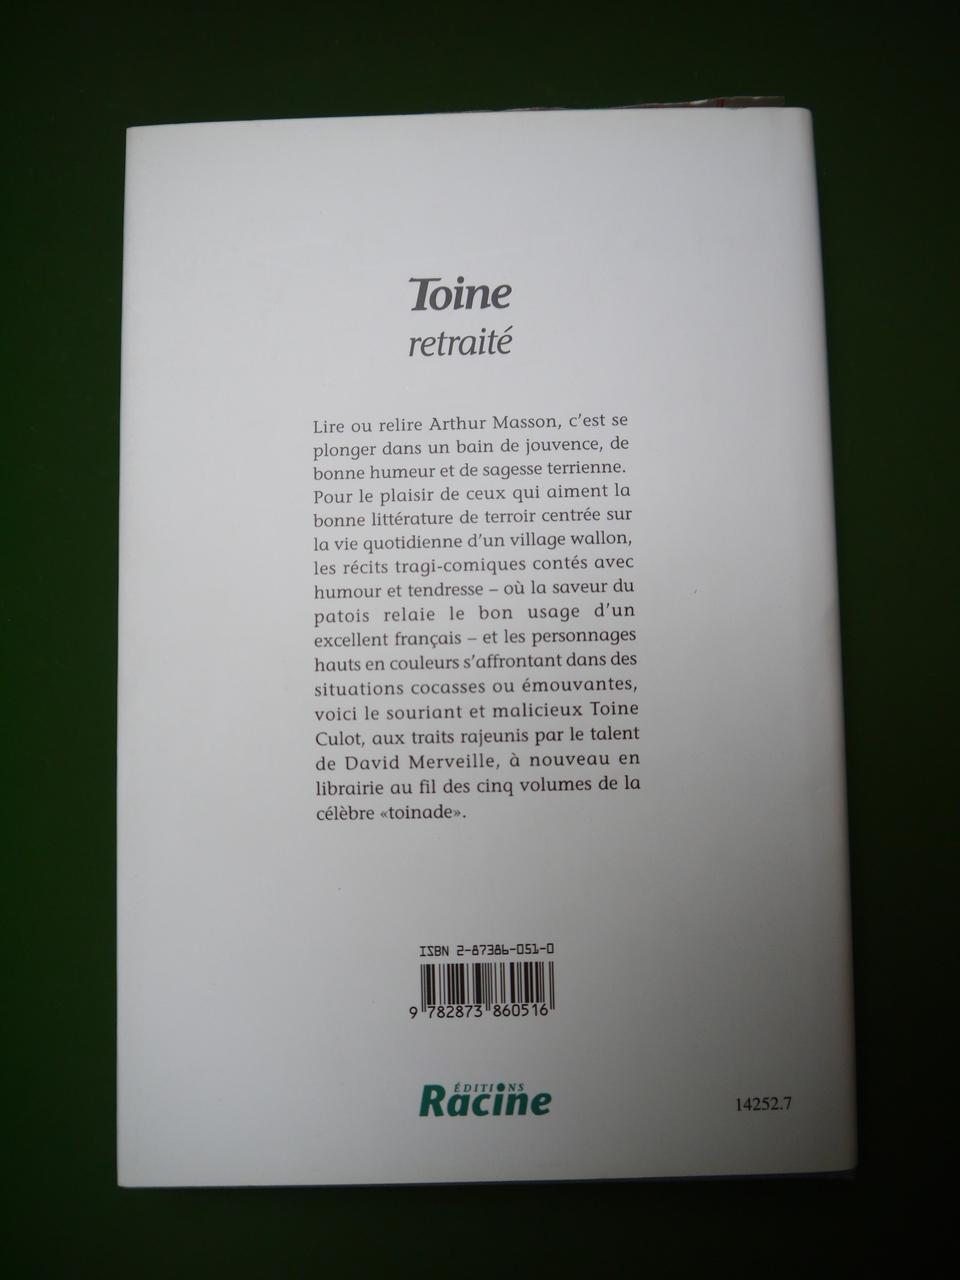 Toine
retraité
Lire ou relire Arthur Masson, c'est se
plonger dans un bain de jouvence, de
bonne humeur et de sagesse terrienne.
Pour le plaisir de ceux qui aiment la
bonne littérature de terroir centrée sur
la vie quotidienne d'un village wallon,
les récits tragi-comiques contés avec
humour et tendresse – où la saveur du
patois relaie le bon usage d'un
excellent français – et les personnages
hauts en couleurs s'affrontant dans des
situations cocasses ou émouvantes,
voici le souriant et malicieux Toine
Culot, aux traits rajeunis par le talent
de David Merveille, à nouveau en
librairie au fil des cinq volumes de la
célèbre «toinade».
ISBN 2-87386-051-0
9 782873 860516
ÉDITIONS
Racine
14252.7